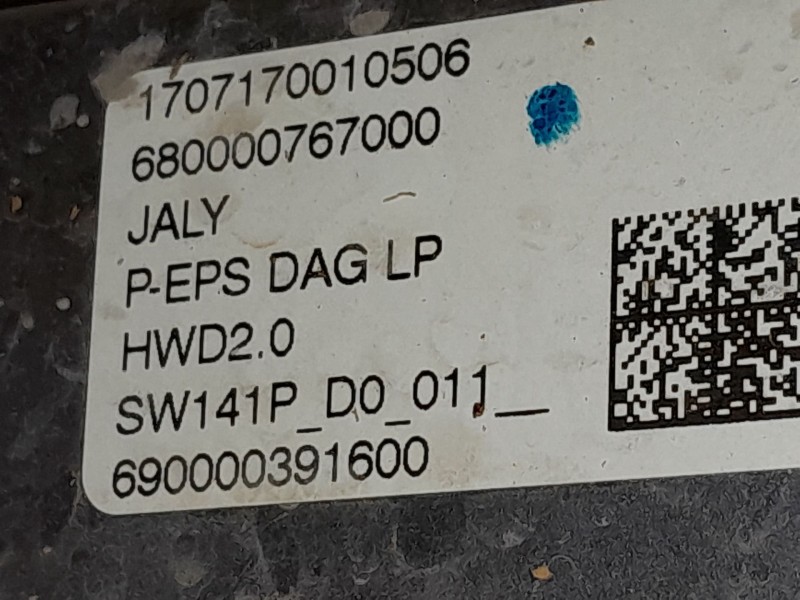 1707170010506
680000767000
JALY
P-EPS DAG LP
HWD2.0
SW141P_D0_011__
690000391600